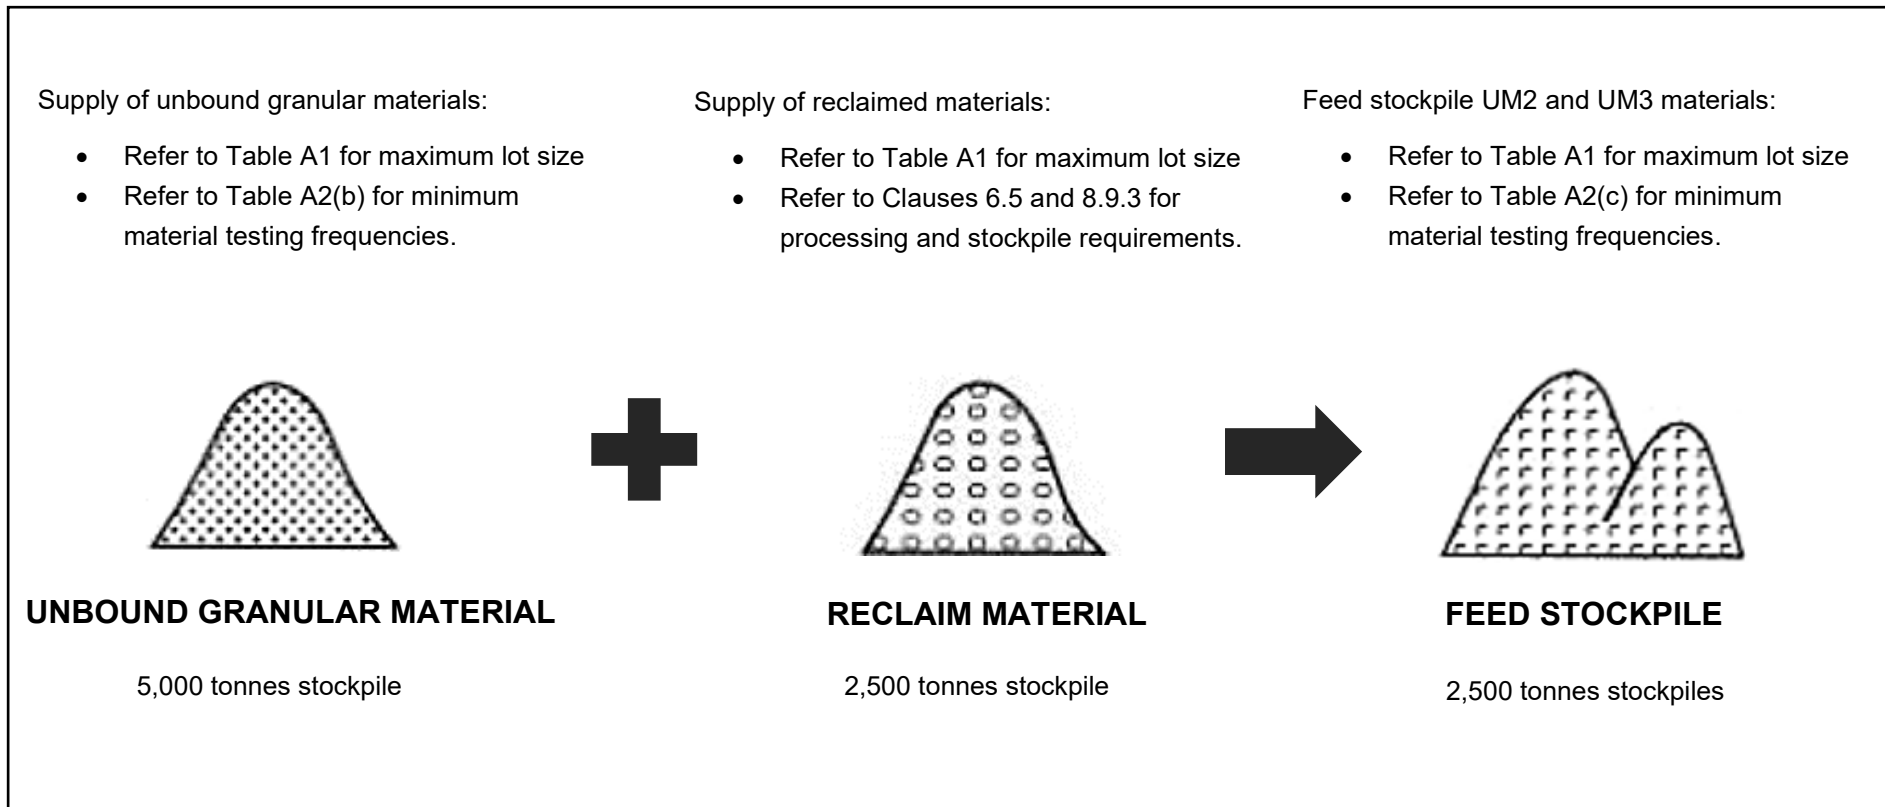 Supply of unbound granular materials:
• Refer to Table A1 for maximum lot size
• Refer to Table A2(b) for minimum
material testing frequencies.
Supply of reclaimed materials:
• Refer to Table A1 for maximum lot size
• Refer to Clauses 6.5 and 8.9.3 for
processing and stockpile requirements.
Feed stockpile UM2 and UM3 materials:
• Refer to Table A1 for maximum lot size
• Refer to Table A2(c) for minimum
material testing frequencies.
UNBOUND GRANULAR MATERIAL
5,000 tonnes stockpile
RECLAIM MATERIAL
2,500 tonnes stockpile
FEED STOCKPILE
2,500 tonnes stockpiles